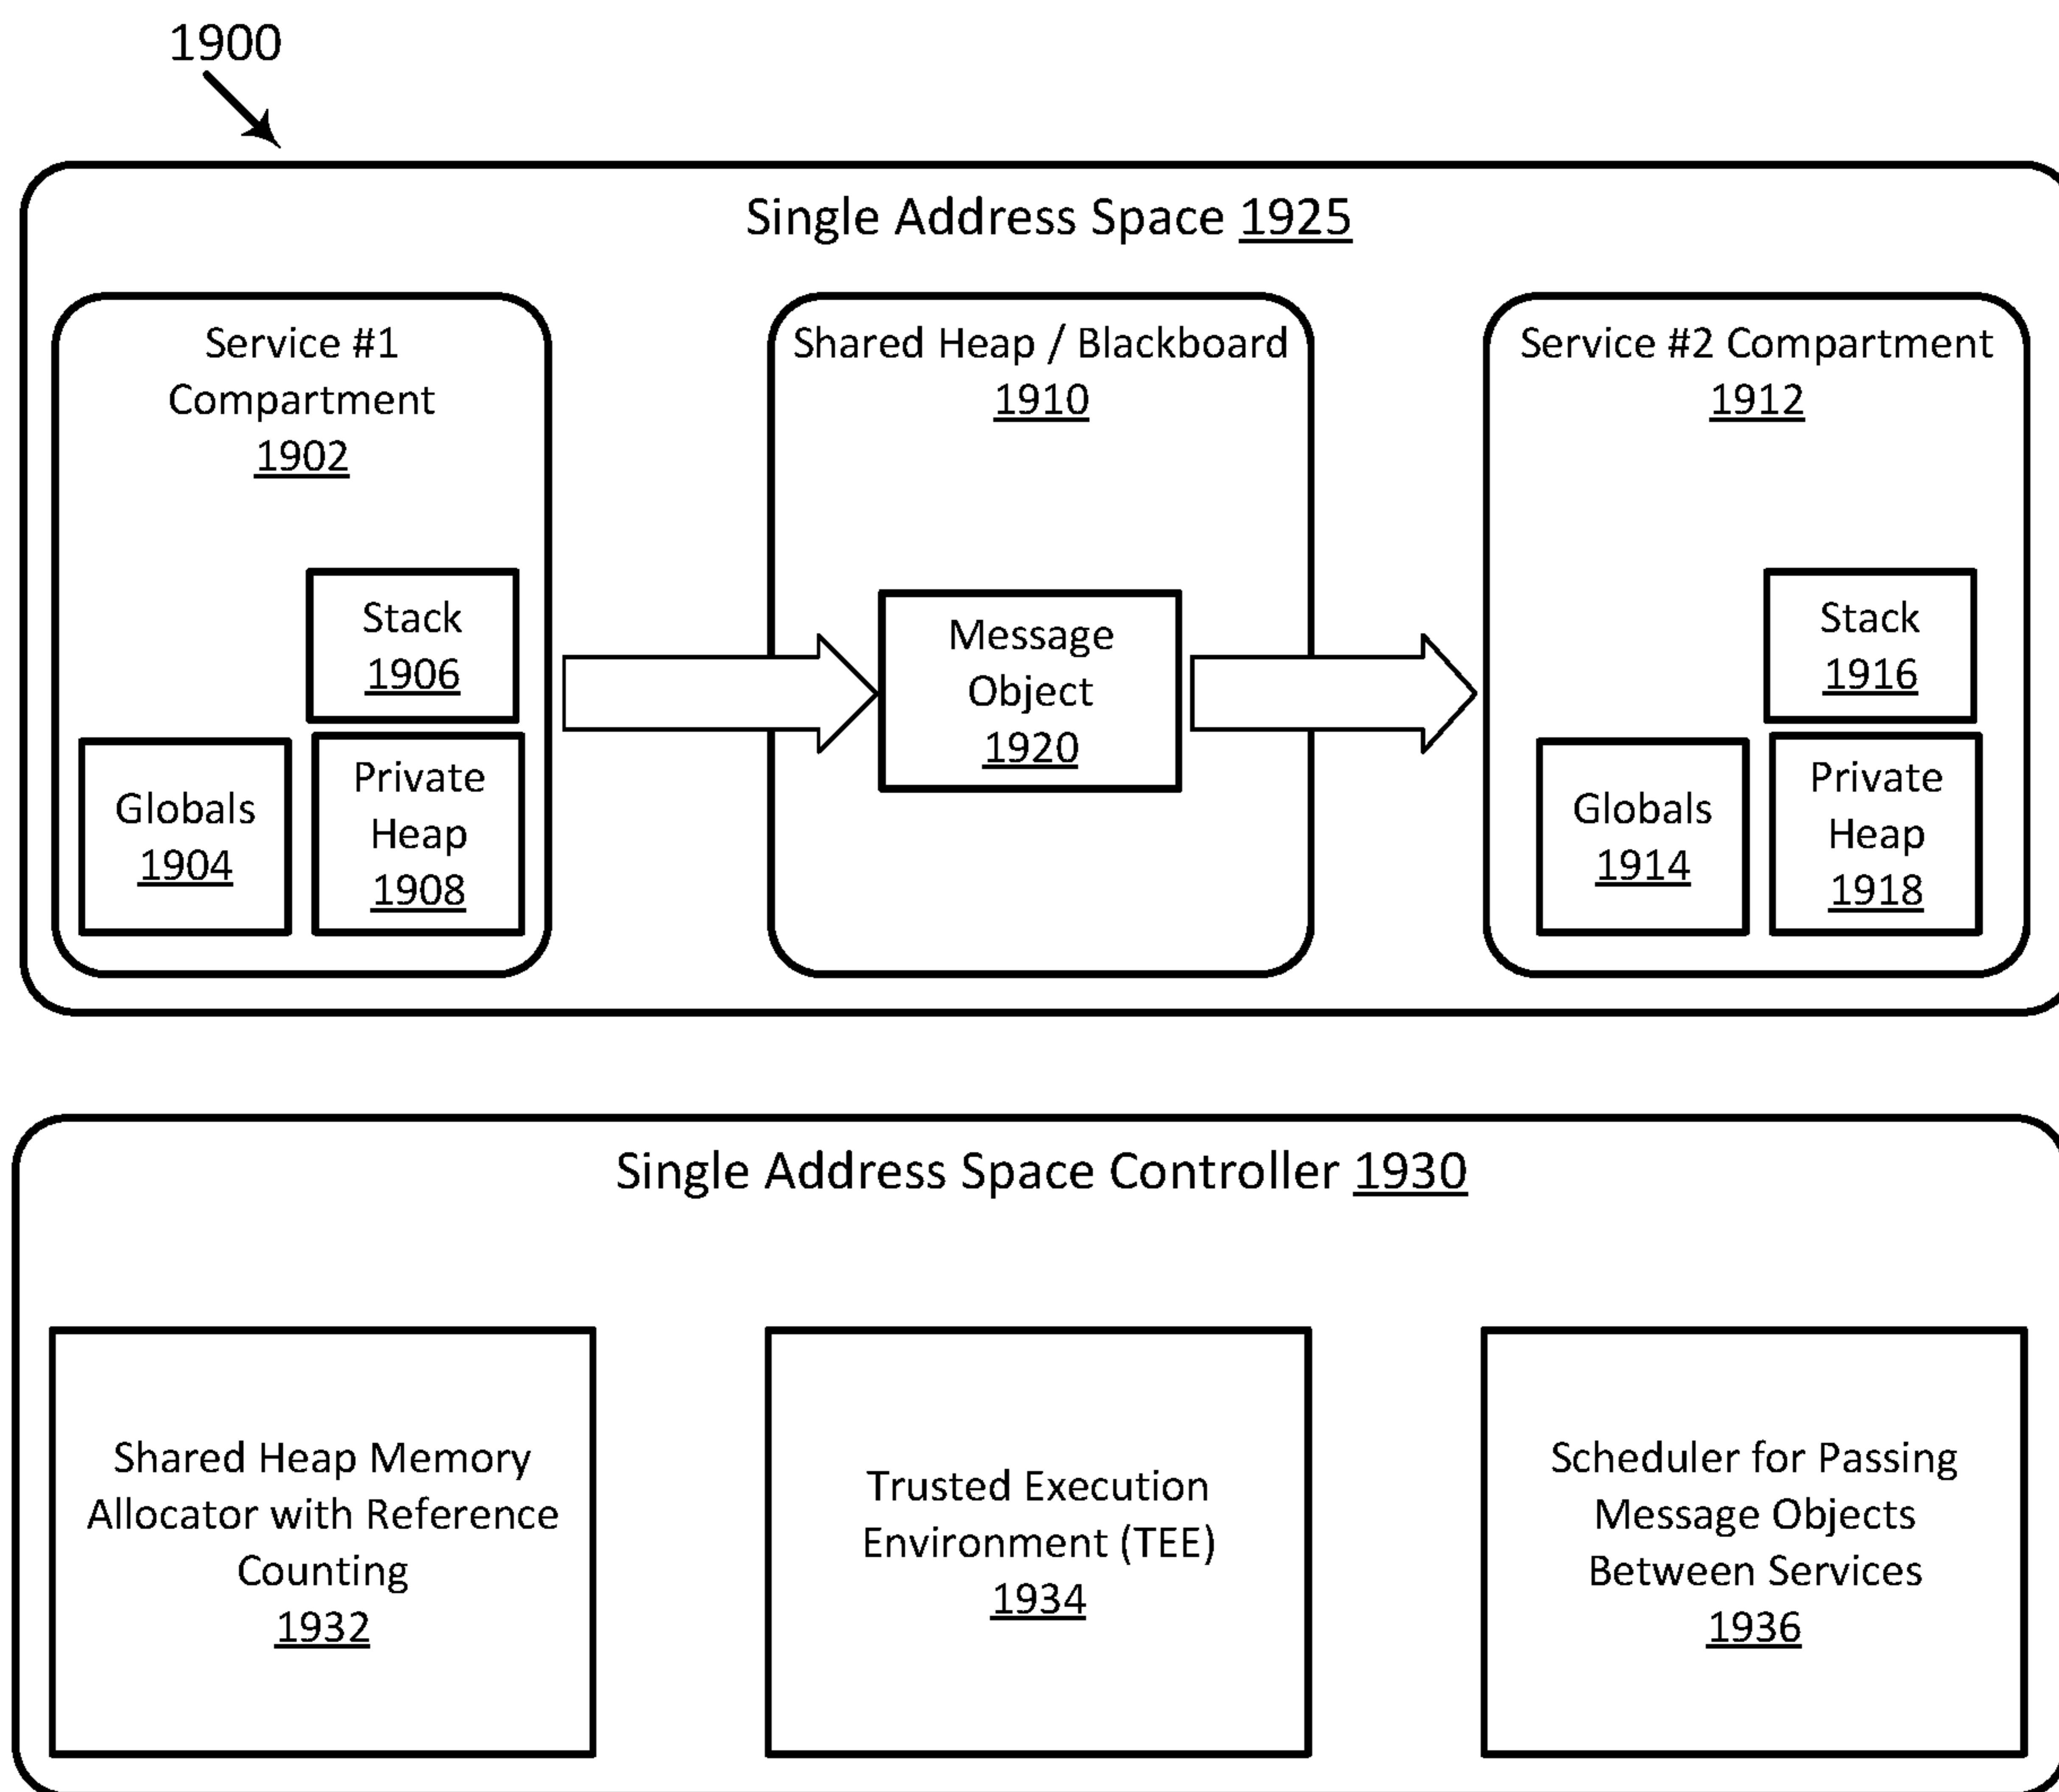 1900
Single Address Space 1925
Service #1
Compartment
1902
Stack
1906
Globals
1904
Private
Heap
1908
Shared Heap / Blackboard
1910
Message
Object
1920
Service #2 Compartment
1912
Stack
1916
Globals
1914
Private
Heap
1918
Single Address Space Controller 1930
Shared Heap Memory
Allocator with Reference
Counting
1932
Trusted Execution
Environment (TEE)
1934
Scheduler for Passing
Message Objects
Between Services
1936